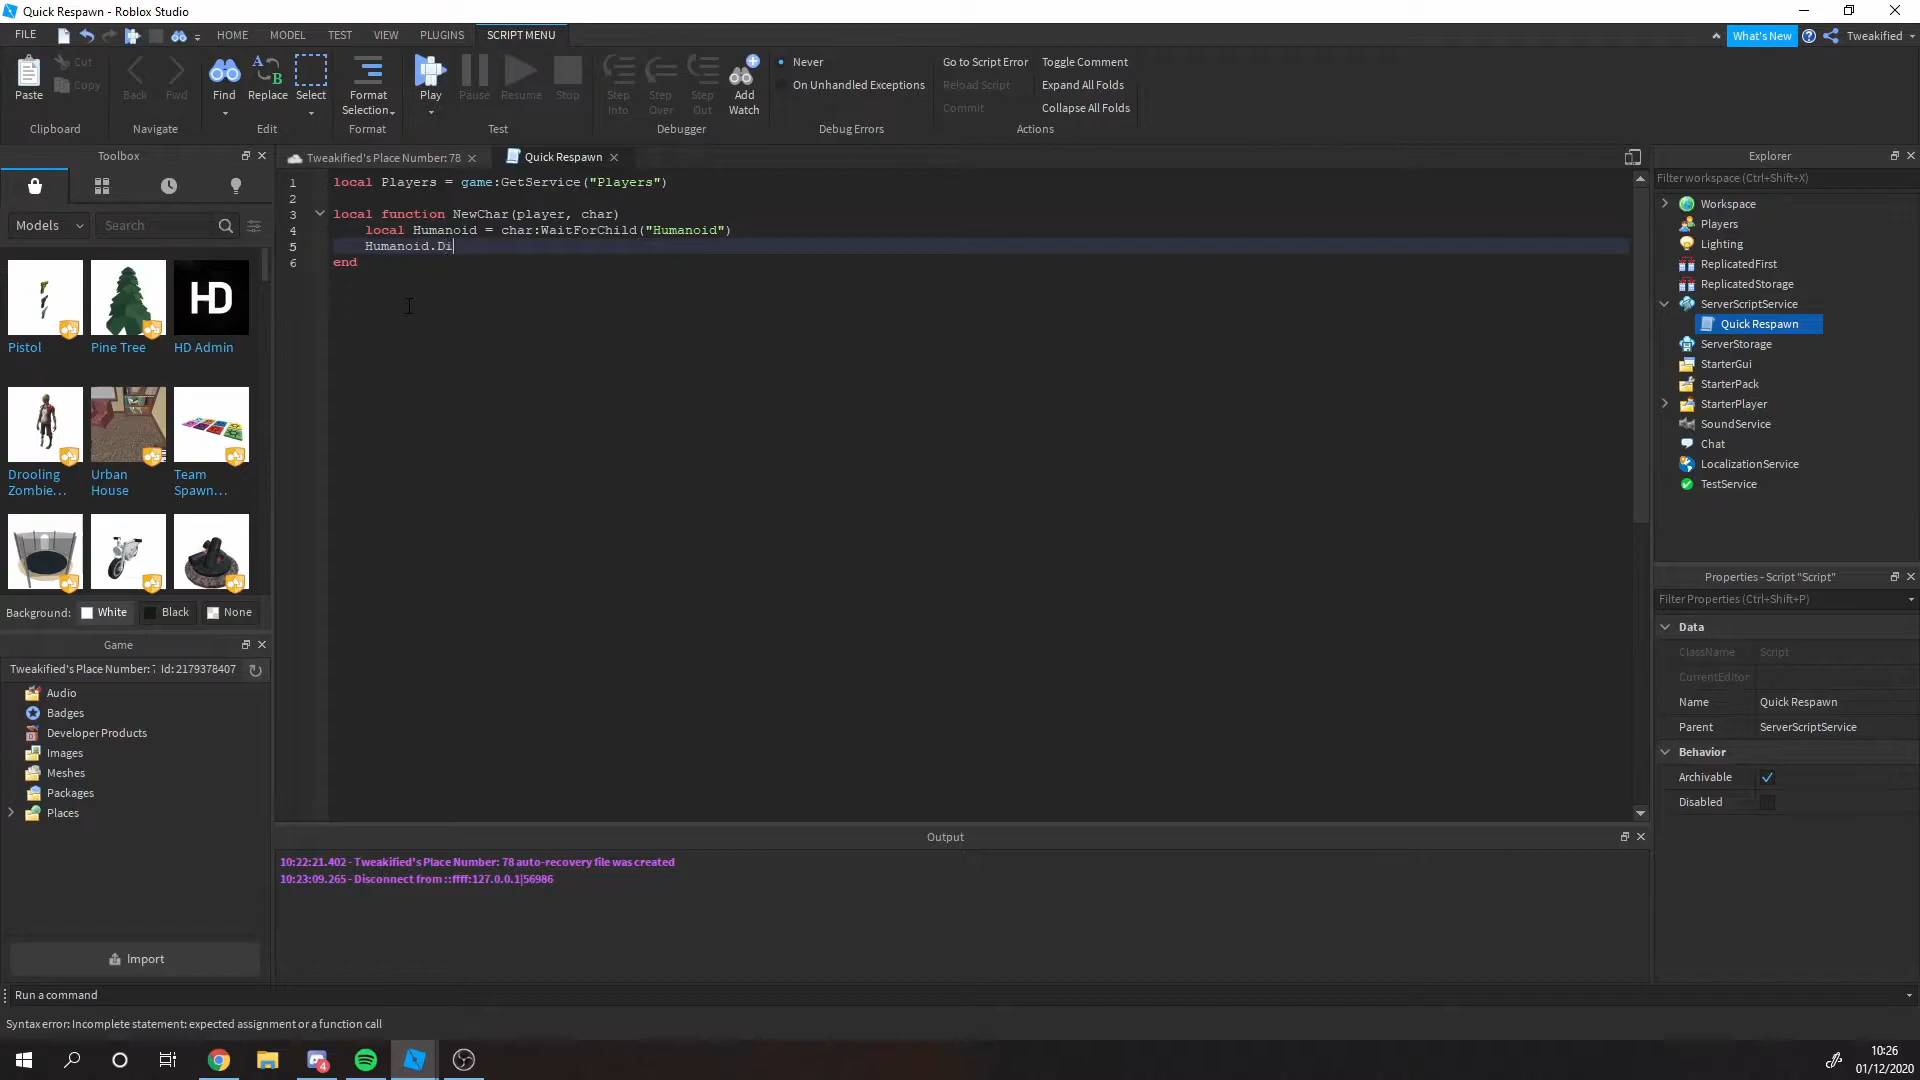 Quick Respawn - Roblox Studio
FILE HOME MODEL TEST VIEW PLUGINS SCRIPT MENU What's New Tweakified
Paste Cut Copy Back Fwd Find Replace Select Format Selection Play Pause Resume Stop Step Into Step Over Step Out Add Watch
Never
On Unhandled Exceptions
Go to Script Error Toggle Comment
Reload Script Expand All Folds
Commit Collapse All Folds
Clipboard Navigate Edit Format Test Debugger Debug Errors Actions
Toolbox
Models Search
HD
Pistol Pine Tree HD Admin
Drooling Zombie... Urban House Team Spawn...
Background: White Black None
Game
Tweakified's Place Number: 7 Id: 2179378407
Audio
Badges
Developer Products
Images
Meshes
Packages
Places
Import
Tweakified's Place Number: 78 Quick Respawn
1 local Players = game:GetService("Players")
2
3 local function NewChar(player, char)
4 local Humanoid = char:WaitForChild("Humanoid")
5 Humanoid.Di
6 end
Output
10:22:21.402 - Tweakified's Place Number: 78 auto-recovery file was created
10:23:09.265 - Disconnect from ::ffff:127.0.0.1|56986
Explorer
Filter workspace (Ctrl+Shift+X)
Workspace
Players
Lighting
ReplicatedFirst
ReplicatedStorage
ServerScriptService
Quick Respawn
ServerStorage
StarterGui
StarterPack
StarterPlayer
SoundService
Chat
LocalizationService
TestService
Properties - Script "Script"
Filter Properties (Ctrl+Shift+P)
Data
ClassName Script
CurrentEditor
Name Quick Respawn
Parent ServerScriptService
Behavior
Archivable
Disabled
Run a command
Syntax error: Incomplete statement: expected assignment or a function call
4
10:26
01/12/2020